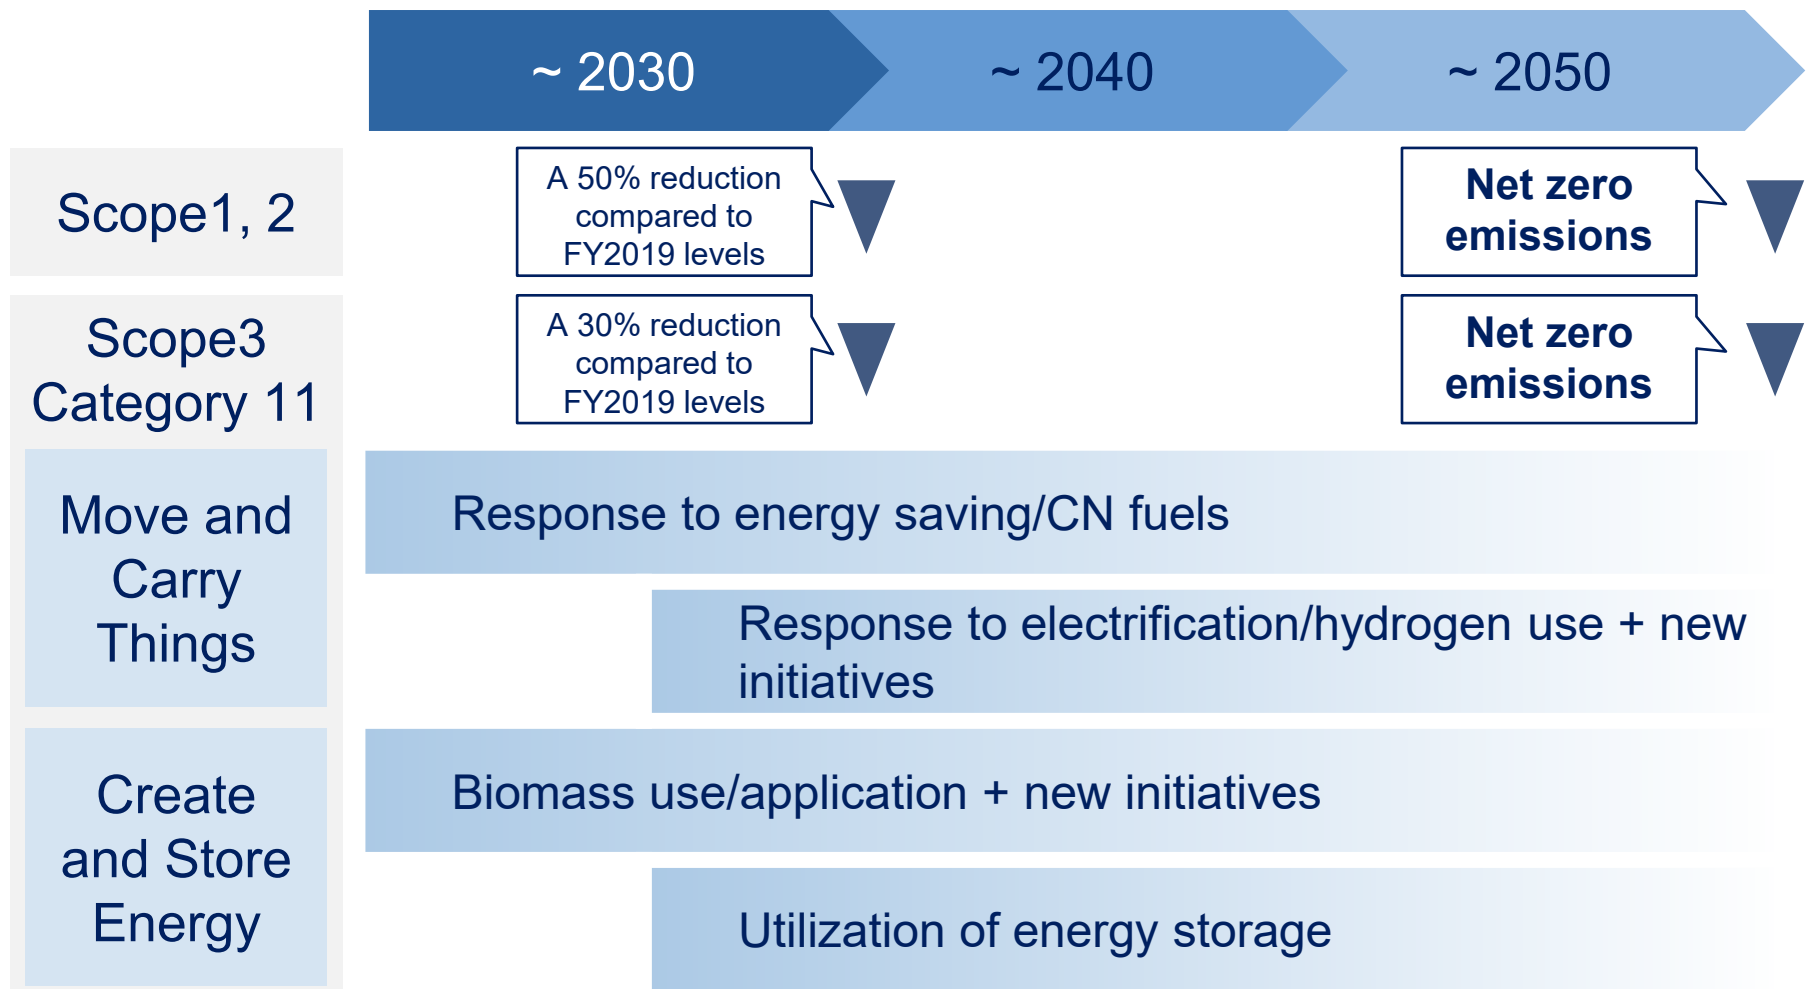 ~ 2030
~ 2040
~ 2050
Scope1, 2
A 50% reduction
compared to
FY2019 levels
Net zero
emissions
Scope3
Category 11
A 30% reduction
compared to
FY2019 levels
Net zero
emissions
Move and
Carry
Things
Response to energy saving/CN fuels
Response to electrification/hydrogen use + new
initiatives
Create
and Store
Energy
Biomass use/application + new initiatives
Utilization of energy storage